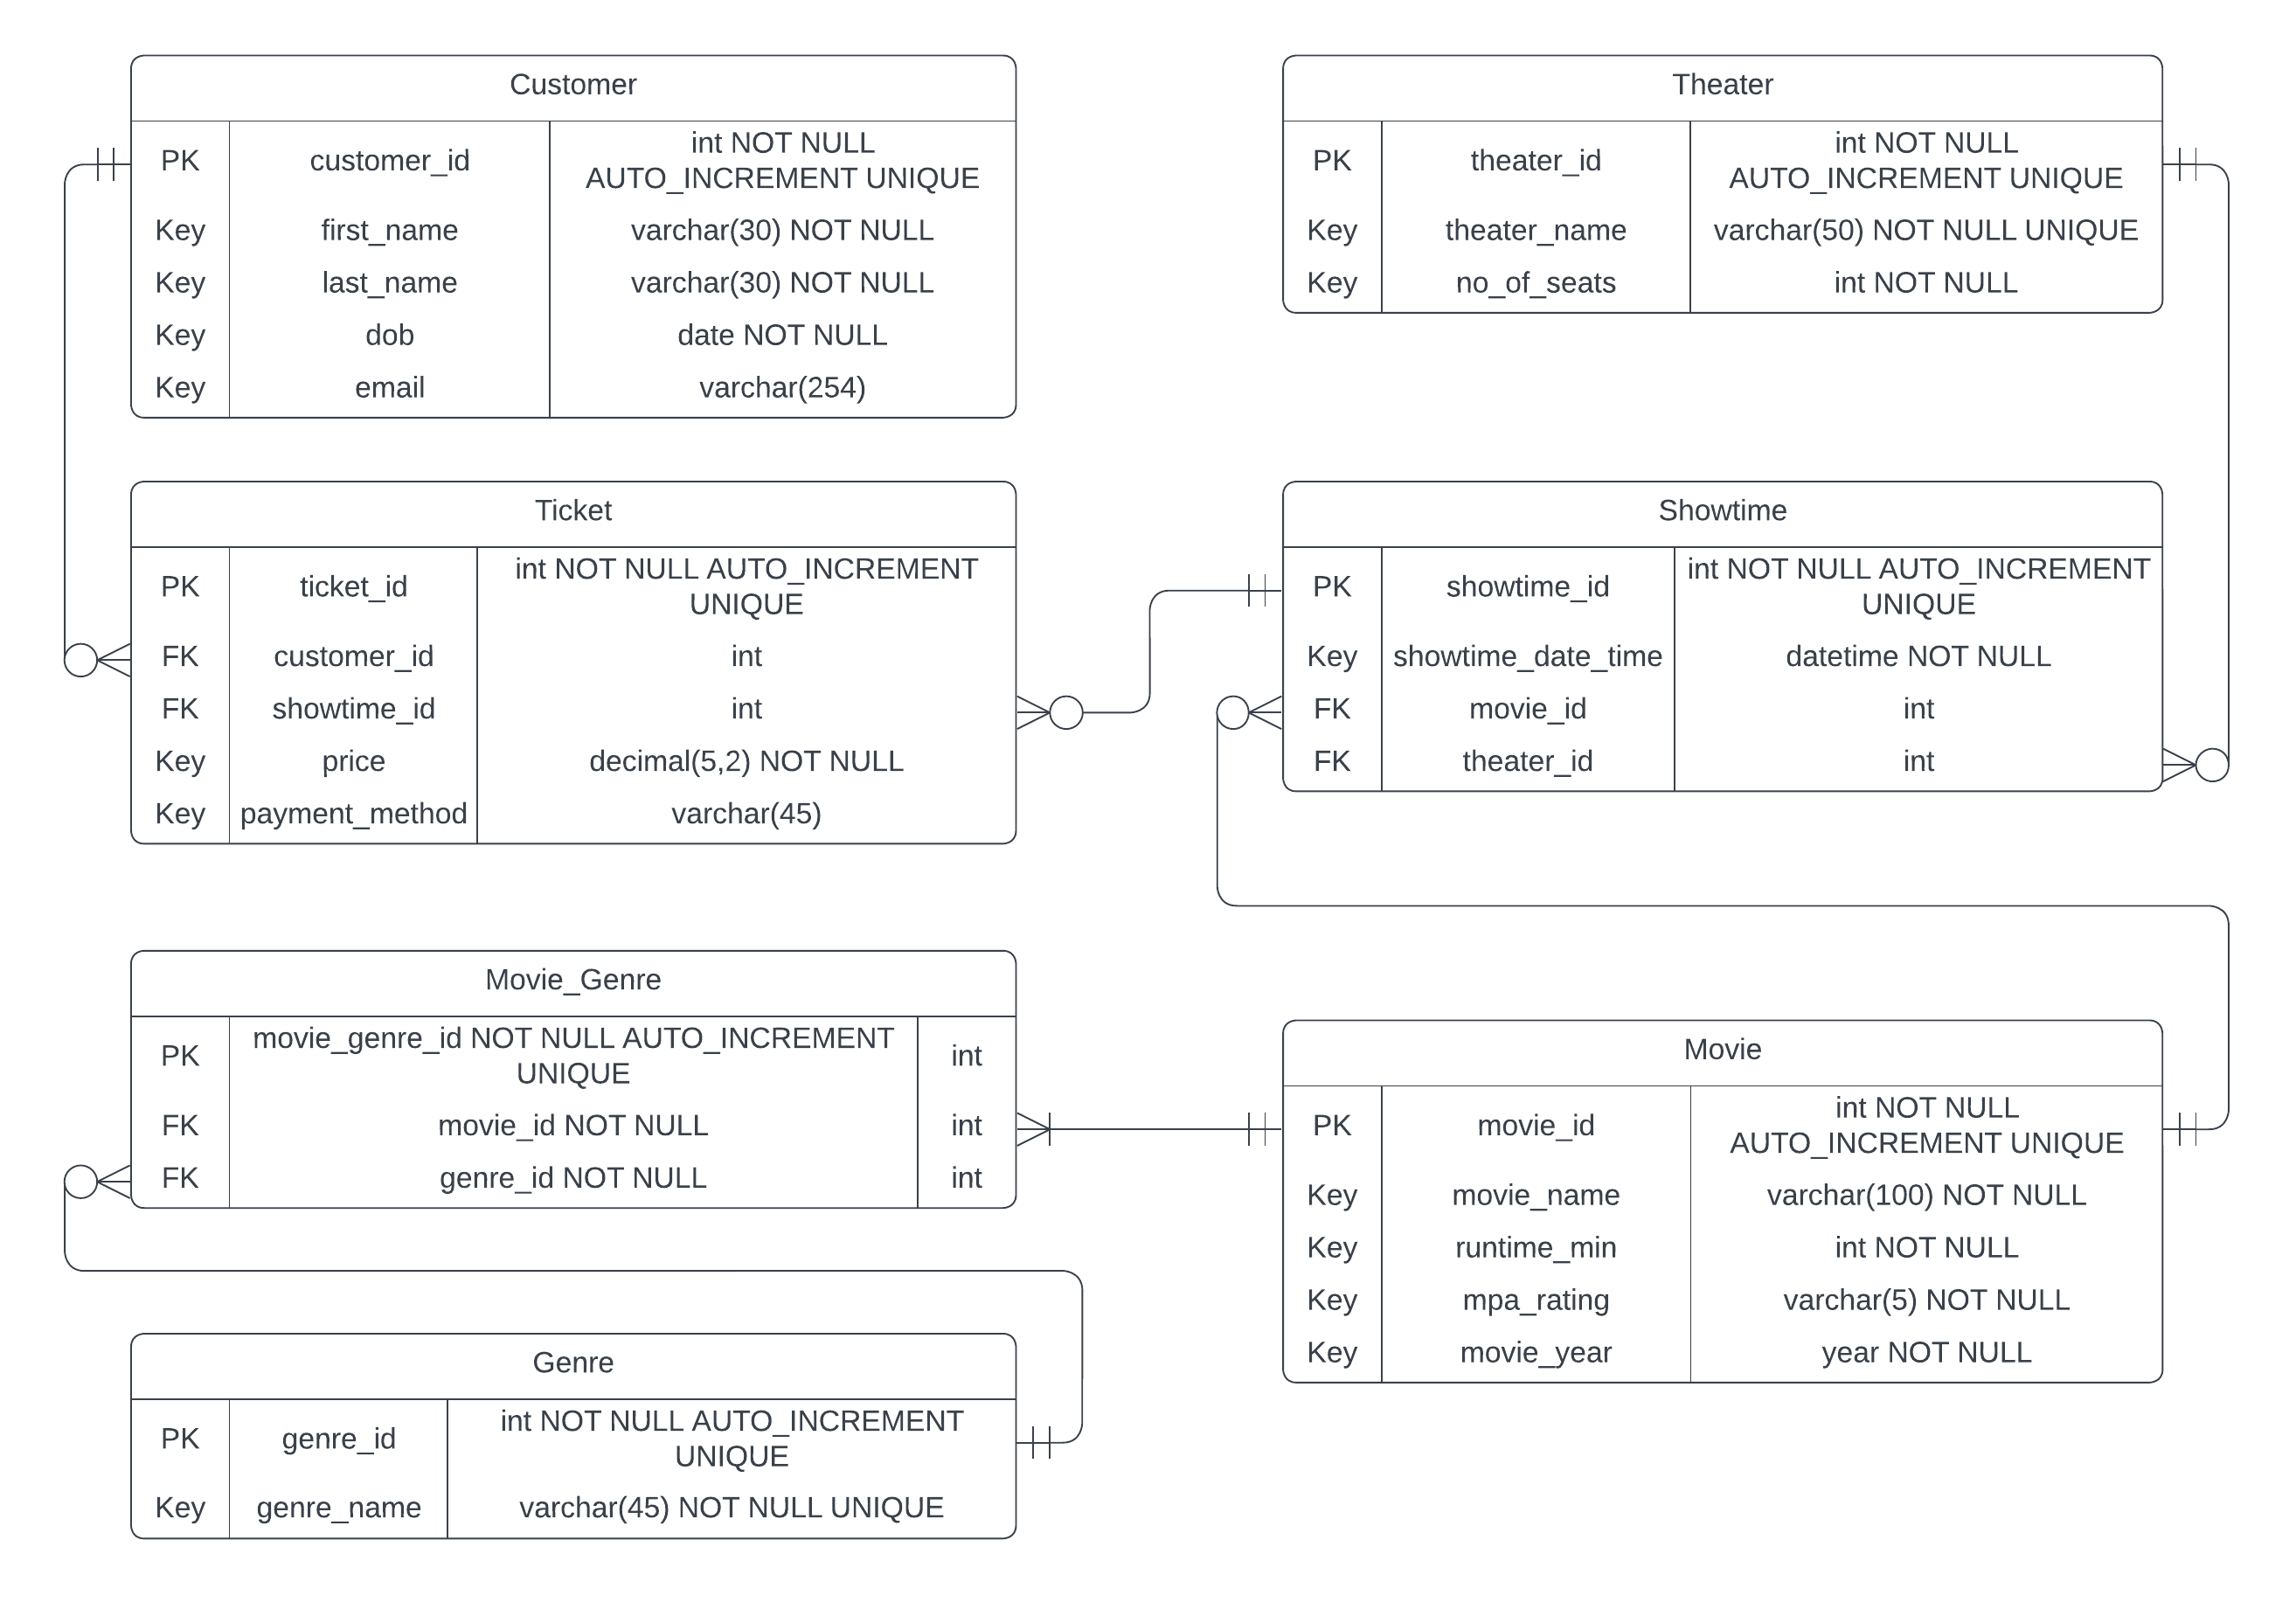 Customer
PK customer_id int NOT NULL
AUTO_INCREMENT UNIQUE
Key first_name varchar(30) NOT NULL
Key last_name varchar(30) NOT NULL
Key dob date NOT NULL
Key email varchar(254)
Theater
PK theater_id int NOT NULL
AUTO_INCREMENT UNIQUE
Key theater_name varchar(50) NOT NULL UNIQUE
Key no_of_seats int NOT NULL
Ticket
PK ticket_id int NOT NULL AUTO_INCREMENT
UNIQUE
FK customer_id int
FK showtime_id int
Key price decimal(5,2) NOT NULL
Key payment_method varchar(45)
Showtime
PK showtime_id int NOT NULL AUTO_INCREMENT
UNIQUE
Key showtime_date_time datetime NOT NULL
FK movie_id int
FK theater_id int
Movie_Genre
PK movie_genre_id NOT NULL AUTO_INCREMENT
UNIQUE int
FK movie_id NOT NULL int
FK genre_id NOT NULL int
Movie
PK movie_id int NOT NULL
AUTO_INCREMENT UNIQUE
Key movie_name varchar(100) NOT NULL
Key runtime_min int NOT NULL
Key mpa_rating varchar(5) NOT NULL
Key movie_year year NOT NULL
Genre
PK genre_id int NOT NULL AUTO_INCREMENT
UNIQUE
Key genre_name varchar(45) NOT NULL UNIQUE